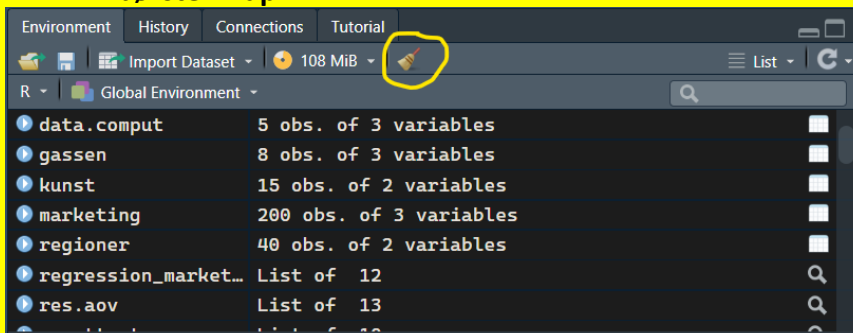 Environment History Connections Tutorial
Import Dataset 108 MiB List
R Global Environment
data.comput 5 obs. of 3 variables
gassen 8 obs. of 3 variables
kunst 15 obs. of 2 variables
marketing 200 obs. of 3 variables
regioner 40 obs. of 2 variables
regression_market… List of 12
res.aov List of 13